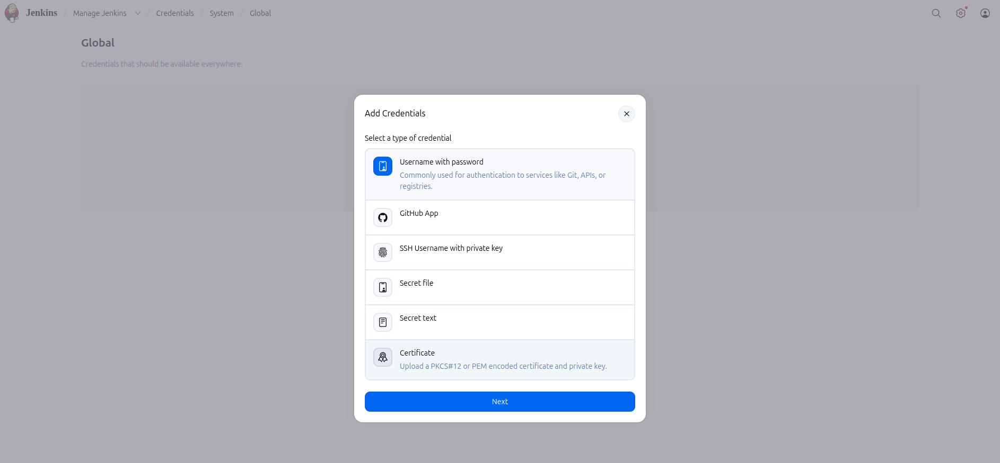 Jenkins / Manage Jenkins / Credentials / System / Global
Global
Credentials that should be available everywhere.
Add Credentials
Select a type of credential
Username with password
Commonly used for authentication to services like Git, APIs, or
registries.
GitHub App
SSH Username with private key
Secret file
Secret text
Certificate
Upload a PKCS#12 or PEM encoded certificate and private key.
Next